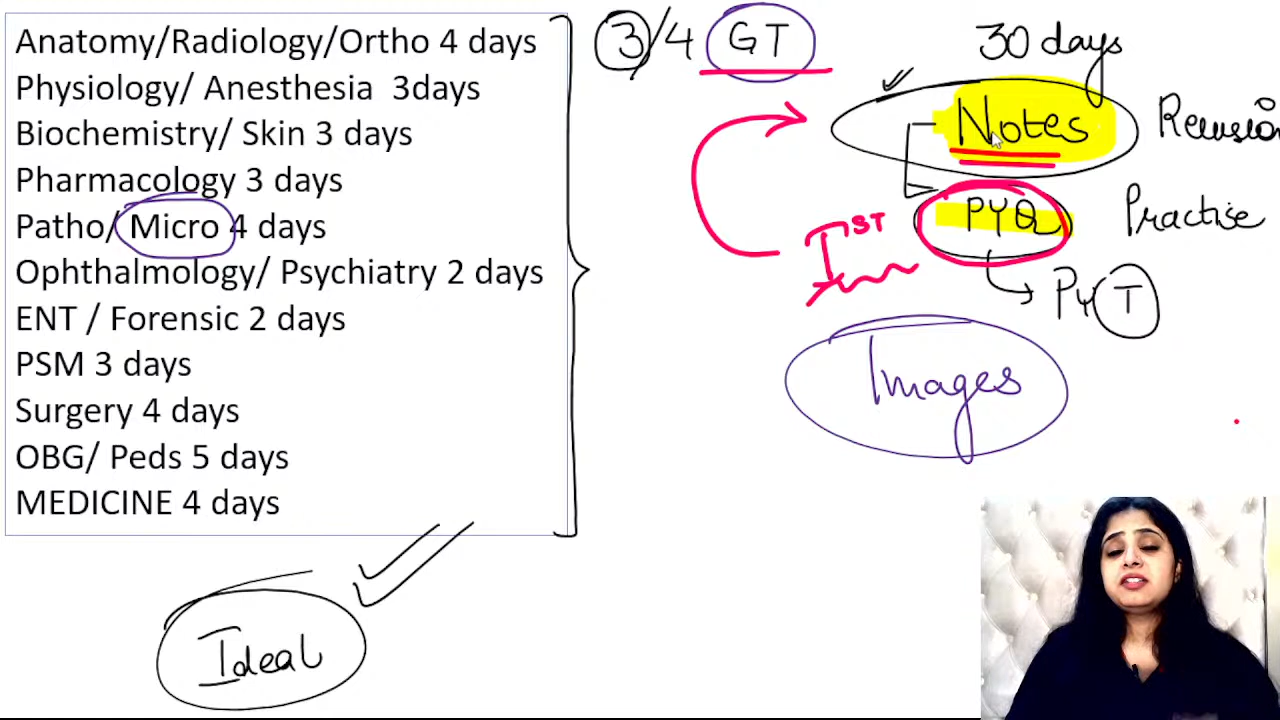 Anatomy/Radiology/Ortho 4 days
Physiology/ Anesthesia 3days
Biochemistry/ Skin 3 days
Pharmacology 3 days
Patho/ Micro 4 days
Ophthalmology/ Psychiatry 2 days
ENT / Forensic 2 days
PSM 3 days
Surgery 4 days
OBG/ Peds 5 days
MEDICINE 4 days
Ideal
3/4 GT
30 days
Notes Revision
PYQ Practise
IST
PYT
Images